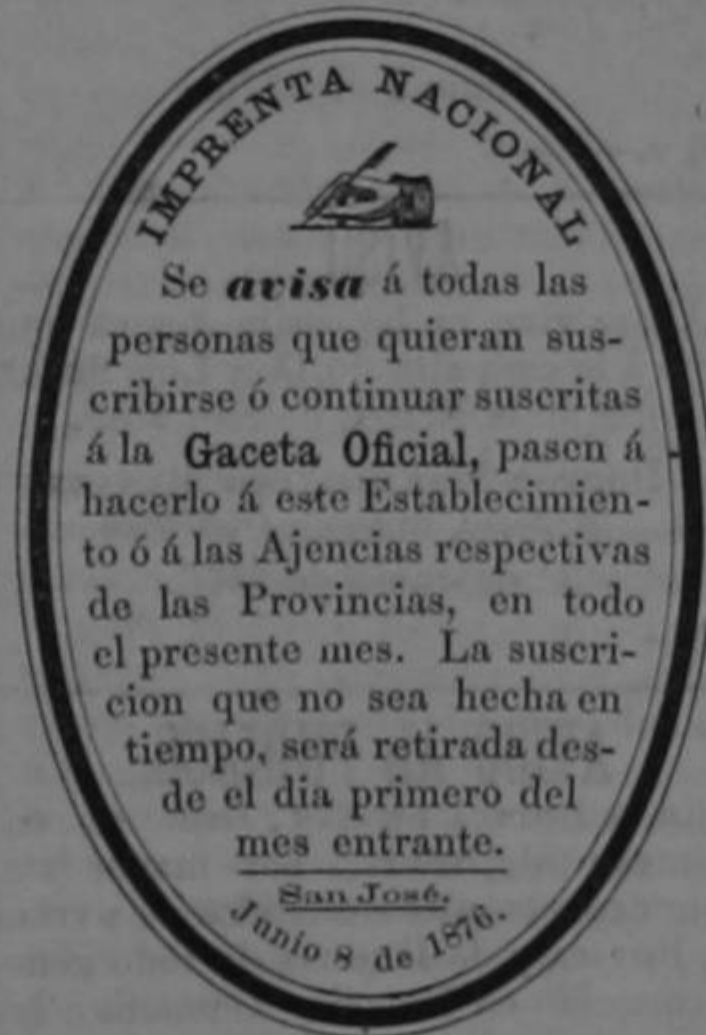 IMPRENTA NACIONAL
Se avisa á todas las
personas que quieran sus-
cribirse ó continuar suscritas
á la Gaceta Oficial, pasen á
hacerlo á este Establecimien-
to ó á las Ajencias respectivas
de las Provincias, en todo
el presente mes. La suscri-
cion que no sea hecha en
tiempo, será retirada des-
de el dia primero del
mes entrante.
San José.
Junio 8 de 1876.